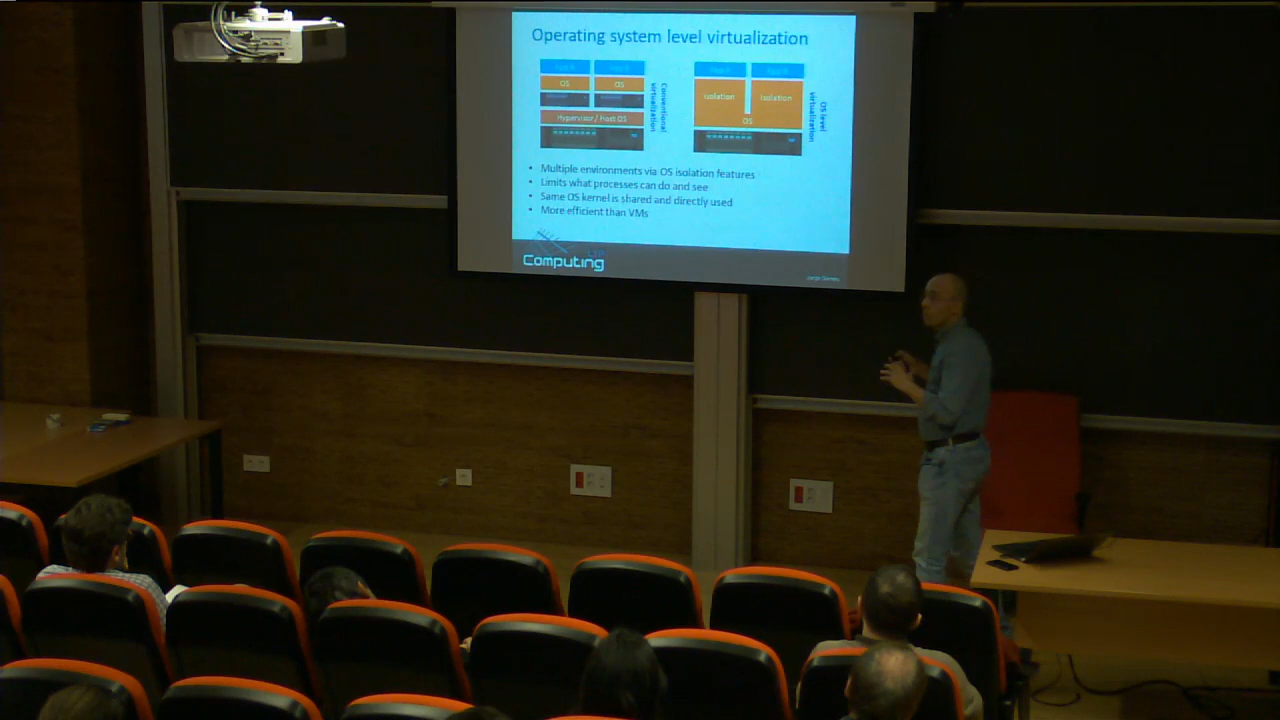 Operating system level virtualization
OS
OS
Hypervisor / Host OS
Conventional
virtualization
isolation
isolation
OS
OS level
virtualization
• Multiple environments via OS isolation features
• Limits what processes can do and see
• Same OS kernel is shared and directly used
• More efficient than VMs
LIP
Computing